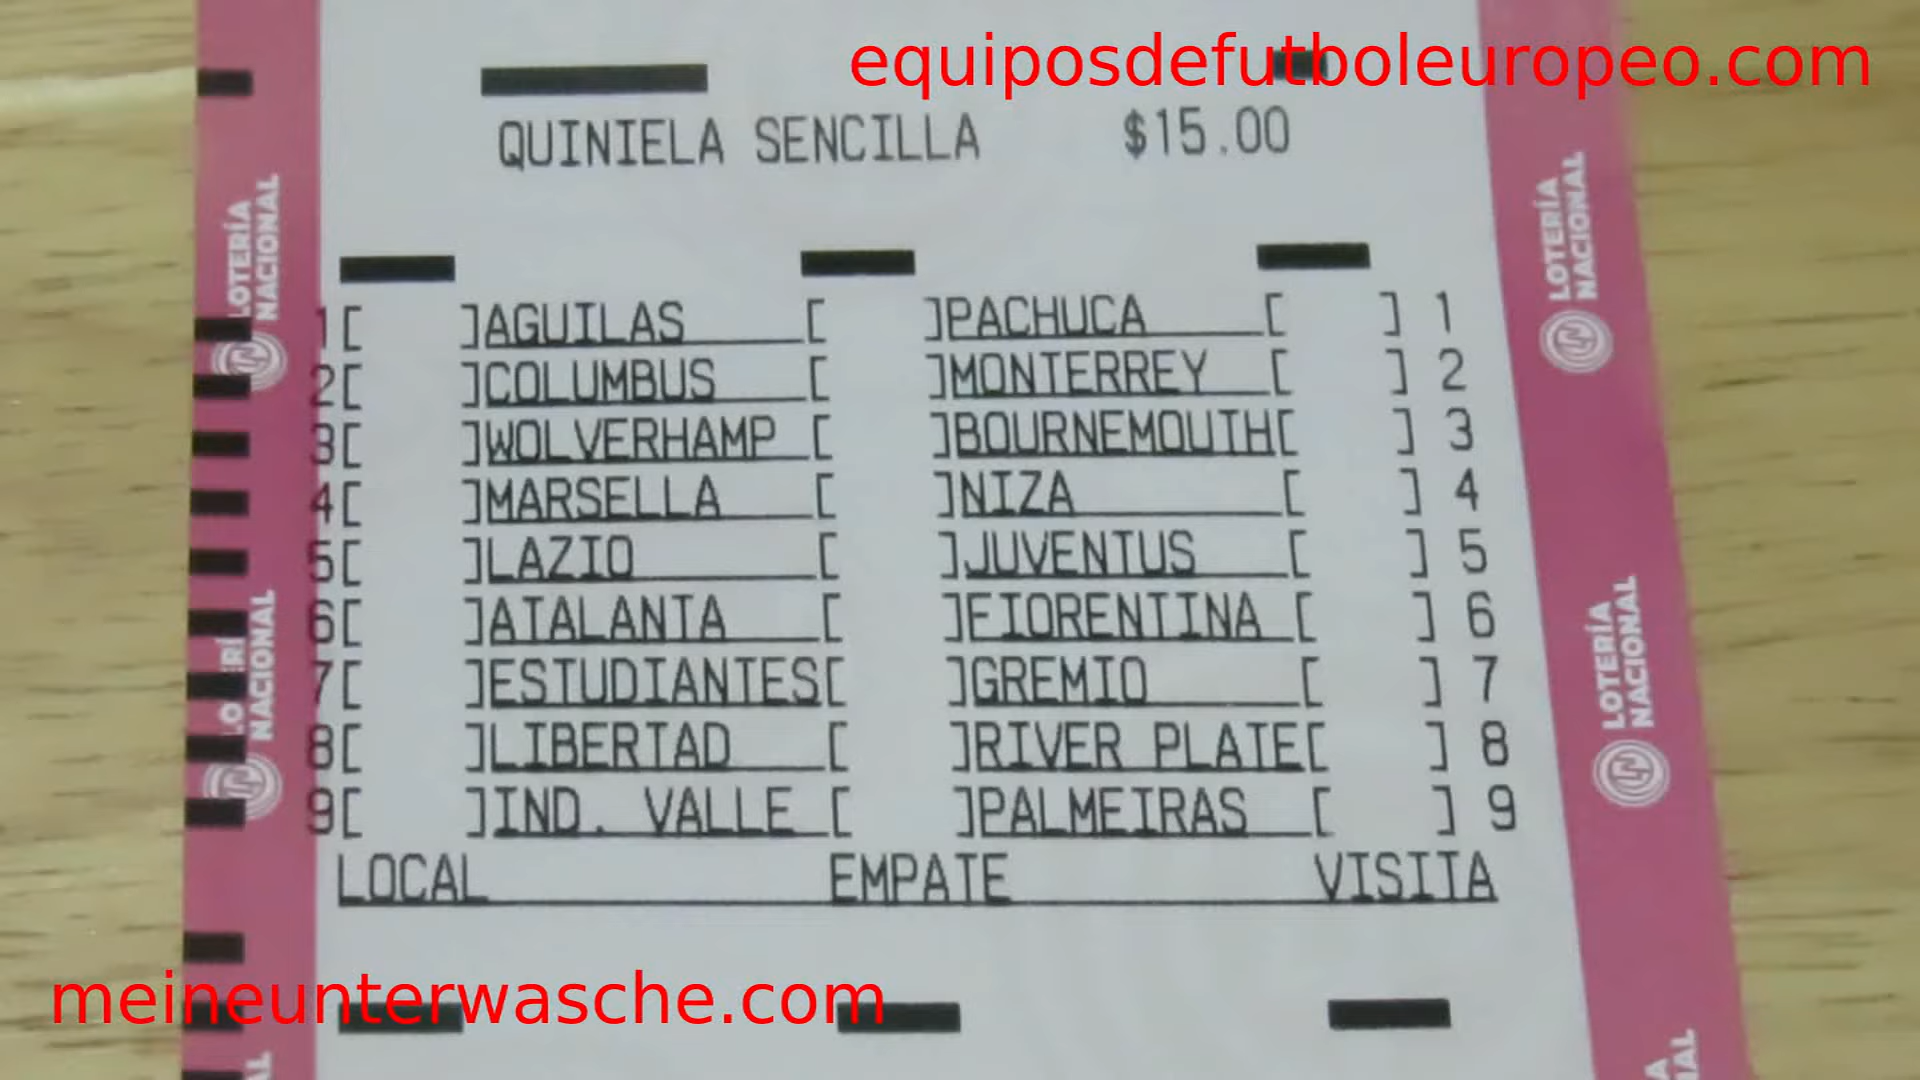 equiposdefutboleuropeo.com
QUINIELA SENCILLA $15.00
1[ ]AGUILAS [ ]PACHUCA [ ] 1
2[ ]COLUMBUS [ ]MONTERREY [ ] 2
3[ ]WOLVERHAMP [ ]BOURNEMOUTH[ ] 3
4[ ]MARSELLA [ ]NIZA [ ] 4
5[ ]LAZIO [ ]JUVENTUS [ ] 5
6[ ]ATALANTA [ ]FIORENTINA [ ] 6
7[ ]ESTUDIANTES[ ]GREMIO [ ] 7
8[ ]LIBERTAD [ ]RIVER PLATE[ ] 8
9[ ]IND. VALLE [ ]PALMEIRAS [ ] 9
LOCAL EMPATE VISITA
meineunterwasche.com
LOTERÍA
NACIONAL
LOTERÍA
NACIONAL
LOTERÍA
NACIONAL
NACIONAL